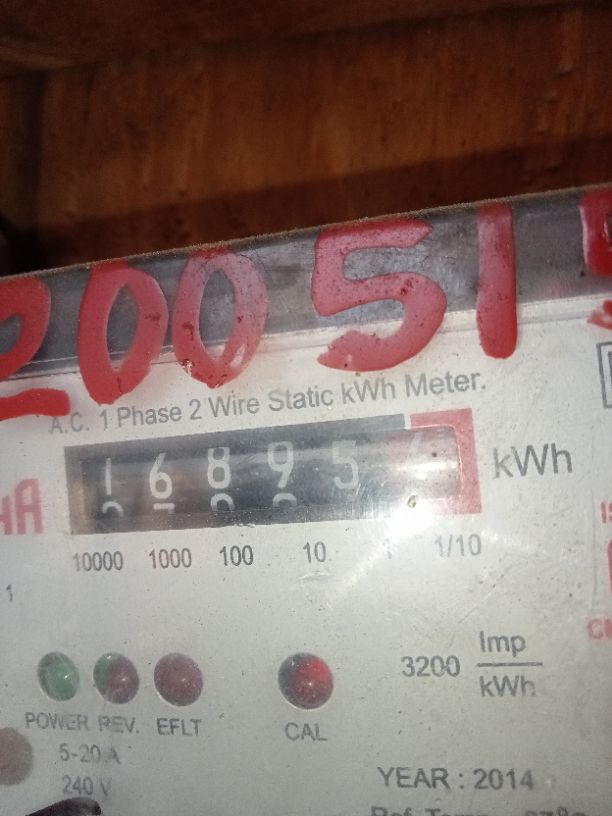 20051
A.C. 1 Phase 2 Wire Static kWh Meter.
16895 kWh
HA
10000 1000 100 10 1 1/10
1
3200 Imp/kWh
POWER REV. EFLT CAL
5-20 A
240 V
YEAR : 2014